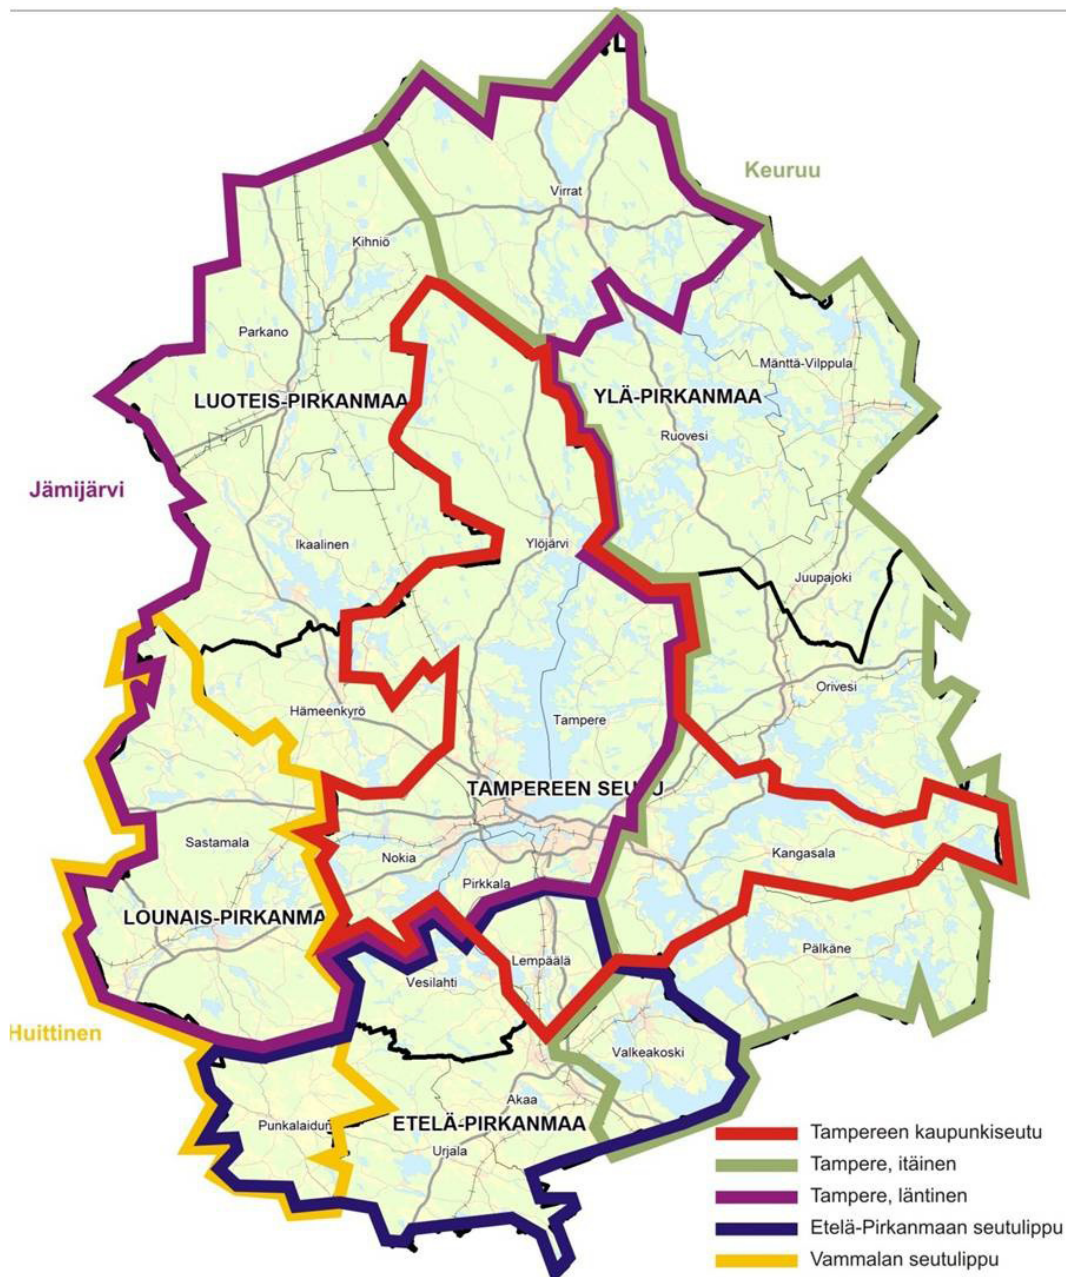 Keuruu
Virrat
Kihniö
Parkano
Mänttä-Vilppula
LUOTEIS-PIRKANMAA
YLÄ-PIRKANMAA
Ruovesi
Jämijärvi
Ikaalinen
Ylöjärvi
Juupajoki
Orivesi
Hämeenkyrö
Tampere
TAMPEREEN SEU U
Sastamala
Nokia
Kangasala
Pirkkala
LOUNAIS-PIRKANMA
Pälkäne
Lempäälä
Vesilahti
Huittinen
Valkeakoski
Akaa
Punkalaidun
ETELÄ-PIRKANMAA
Urjala
Tampereen kaupunkiseutu
Tampere, itäinen
Tampere, läntinen
Etelä-Pirkanmaan seutulippu
Vammalan seutulippu